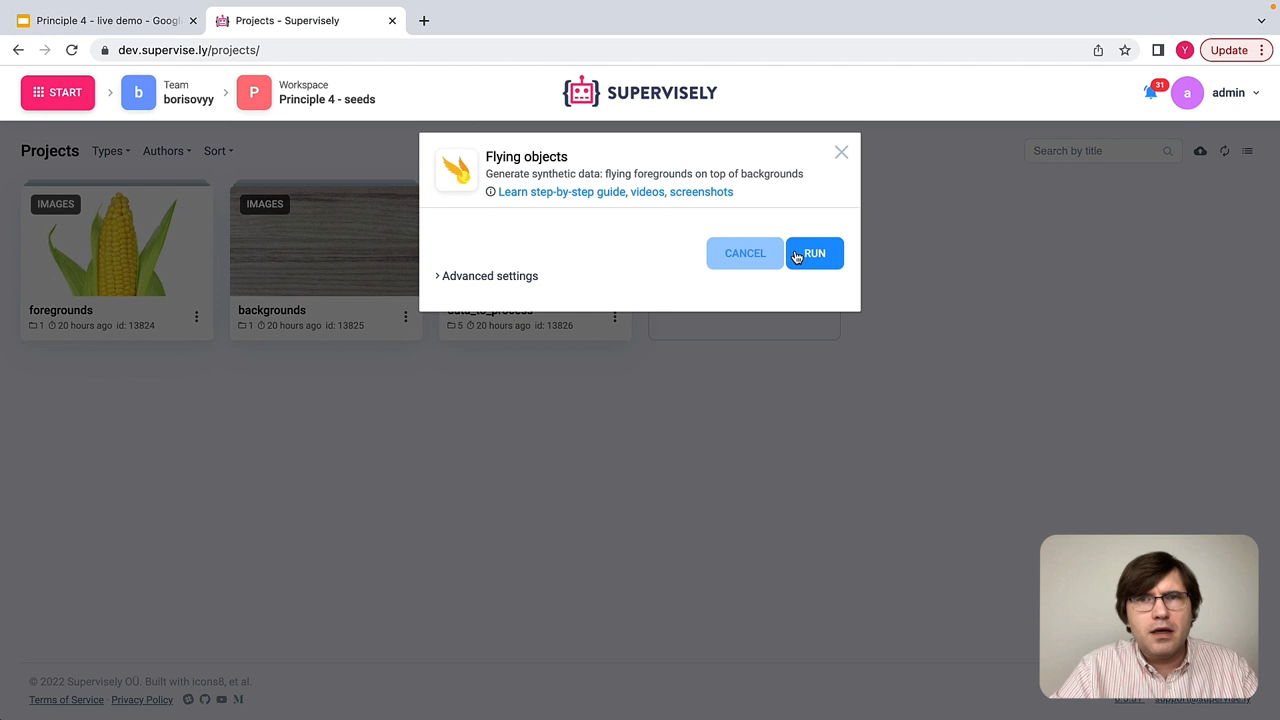 Principle 4 - live demo - Googl
Projects - Supervisely
dev.supervise.ly/projects/
Update
START
b
Team
borisovyy
P
Workspace
Principle 4 - seeds
SUPERVISELY
31
a
admin
Projects
Types
Authors
Sort
Search by title
Flying objects
Generate synthetic data: flying foregrounds on top of backgrounds
Learn step-by-step guide, videos, screenshots
CANCEL
RUN
Advanced settings
IMAGES
foregrounds
1 20 hours ago id: 13824
IMAGES
backgrounds
1 20 hours ago id: 13825
5 20 hours ago id: 13826
© 2022 Supervisely OÜ. Built with icons8, et al.
Terms of Service · Privacy Policy